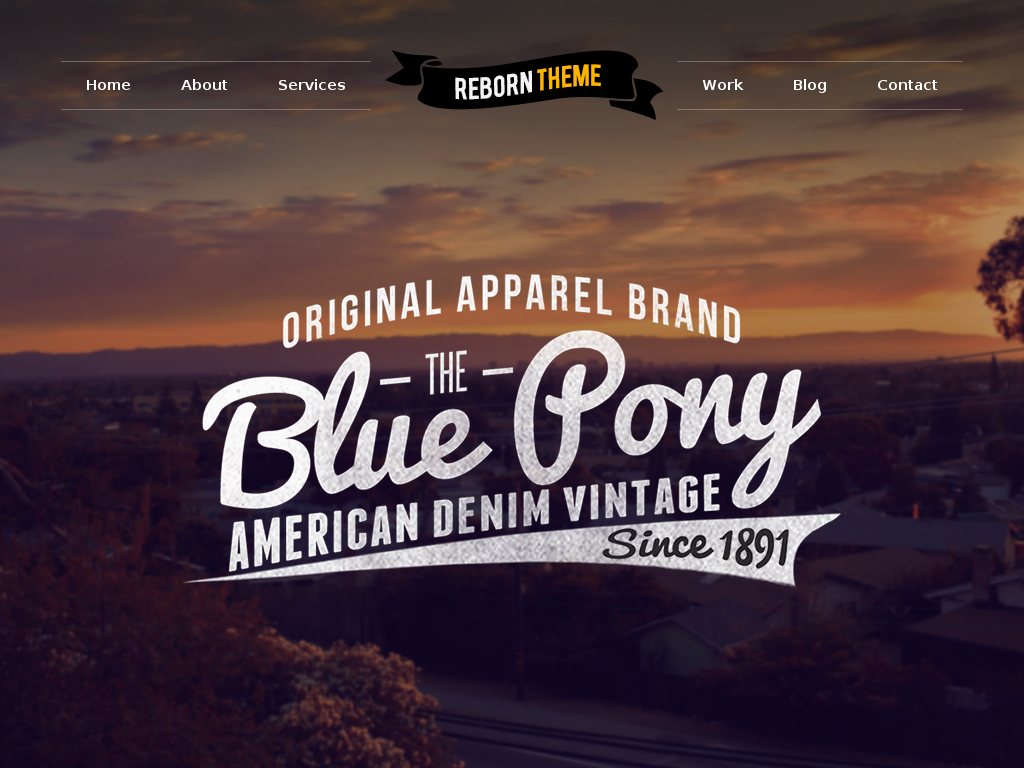 Home About Services REBORN THEME Work Blog Contact
ORIGINAL APPAREL BRAND
THE
Blue Pony
AMERICAN DENIM VINTAGE
Since 1891